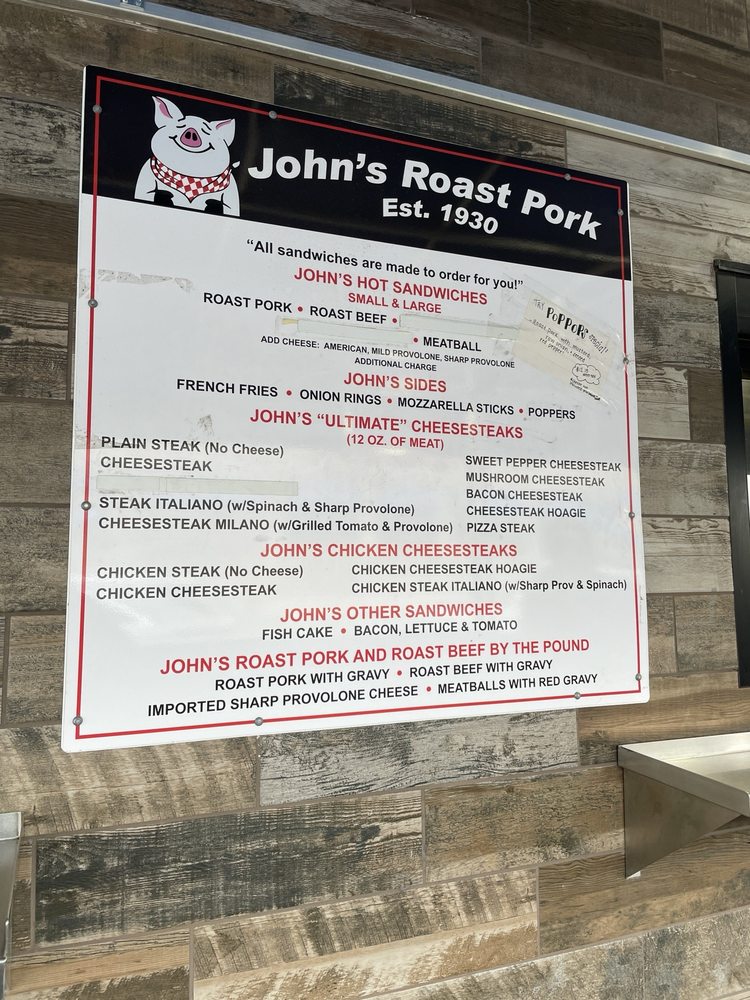 John's Roast Pork
Est. 1930
"All sandwiches are made to order for you!"
JOHN'S HOT SANDWICHES
SMALL & LARGE
ROAST PORK • ROAST BEEF •
• MEATBALL
ADD CHEESE: AMERICAN, MILD PROVOLONE, SHARP PROVOLONE
ADDITIONAL CHARGE
TRY POPPOP'S
roast pork with mustard,
JOHN'S SIDES
FRENCH FRIES • ONION RINGS • MOZZARELLA STICKS • POPPERS
JOHN'S "ULTIMATE" CHEESESTEAKS
(12 OZ. OF MEAT)
PLAIN STEAK (No Cheese)
CHEESESTEAK
STEAK ITALIANO (w/Spinach & Sharp Provolone)
CHEESESTEAK MILANO (w/Grilled Tomato & Provolone)
SWEET PEPPER CHEESESTEAK
MUSHROOM CHEESESTEAK
BACON CHEESESTEAK
CHEESESTEAK HOAGIE
PIZZA STEAK
JOHN'S CHICKEN CHEESESTEAKS
CHICKEN STEAK (No Cheese)
CHICKEN CHEESESTEAK
CHICKEN CHEESESTEAK HOAGIE
CHICKEN STEAK ITALIANO (w/Sharp Prov & Spinach)
JOHN'S OTHER SANDWICHES
FISH CAKE • BACON, LETTUCE & TOMATO
JOHN'S ROAST PORK AND ROAST BEEF BY THE POUND
ROAST PORK WITH GRAVY • ROAST BEEF WITH GRAVY
IMPORTED SHARP PROVOLONE CHEESE • MEATBALLS WITH RED GRAVY